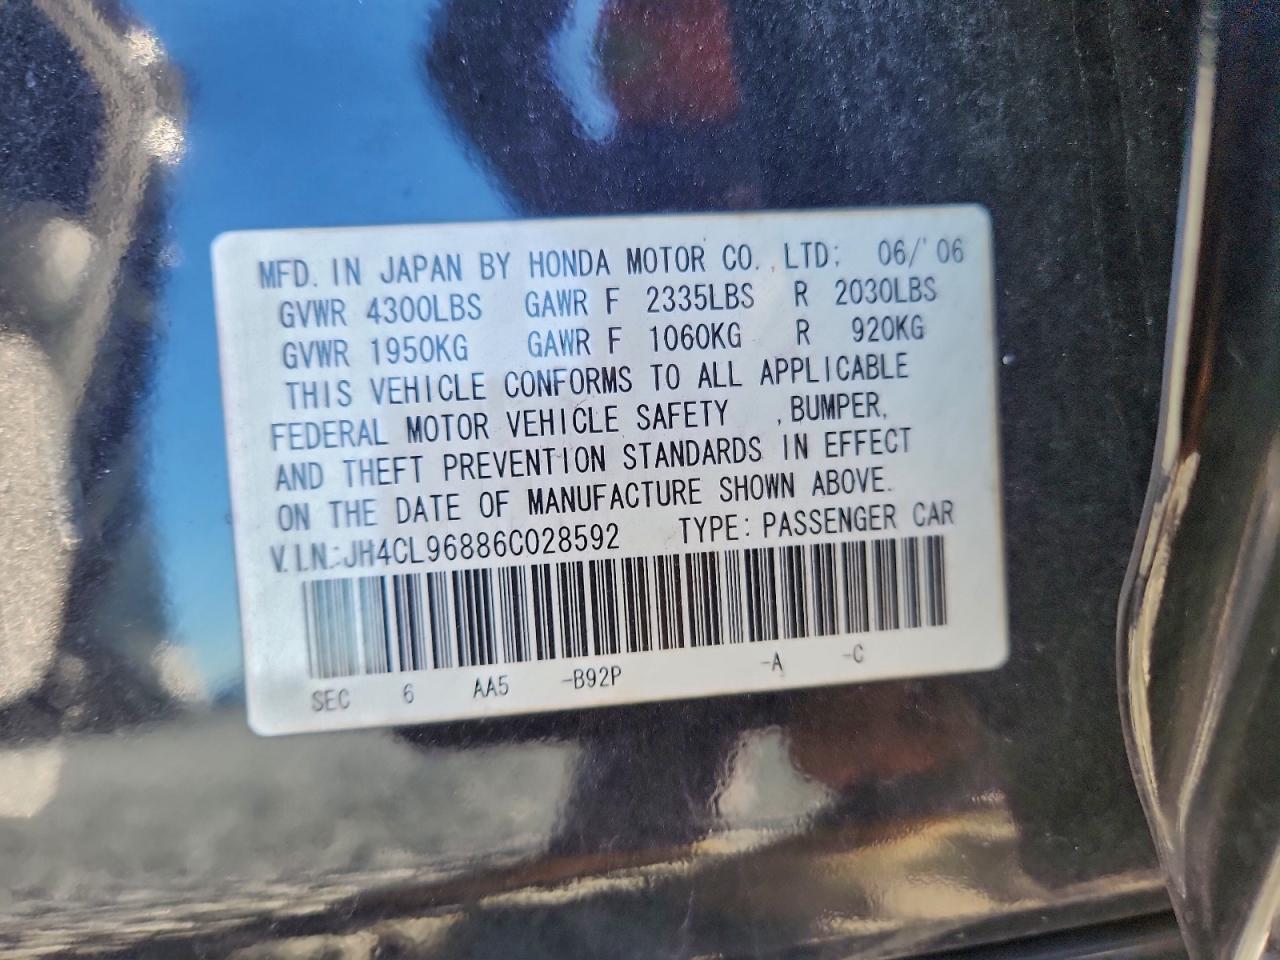 MFD. IN JAPAN BY HONDA MOTOR CO., LTD; 06/'06
GVWR 4300LBS GAWR F 2335LBS R 2030LBS
GVWR 1950KG GAWR F 1060KG R 920KG
THIS VEHICLE CONFORMS TO ALL APPLICABLE
FEDERAL MOTOR VEHICLE SAFETY ,BUMPER,
AND THEFT PREVENTION STANDARDS IN EFFECT
ON THE DATE OF MANUFACTURE SHOWN ABOVE.
V.I.N.:JH4CL96886C028592 TYPE: PASSENGER CAR
SEC 6 AA5 -B92P -A -C